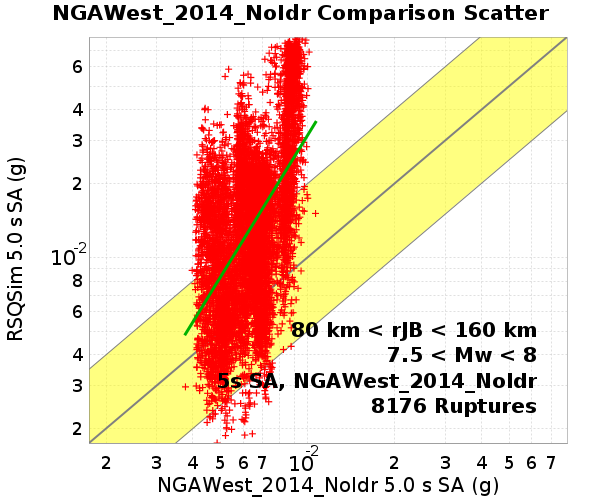 NGAWest_2014_NoIdr Comparison Scatter
RSQSim 5.0 s SA (g)
6
4
3
2
10-2
8
6
4
3
2
80 km < rJB < 160 km
7.5 < Mw < 8
5s SA, NGAWest_2014_NoIdr
8176 Ruptures
2 3 4 5 6 7 10-2 2 3 4 5 6 7
NGAWest_2014_NoIdr 5.0 s SA (g)